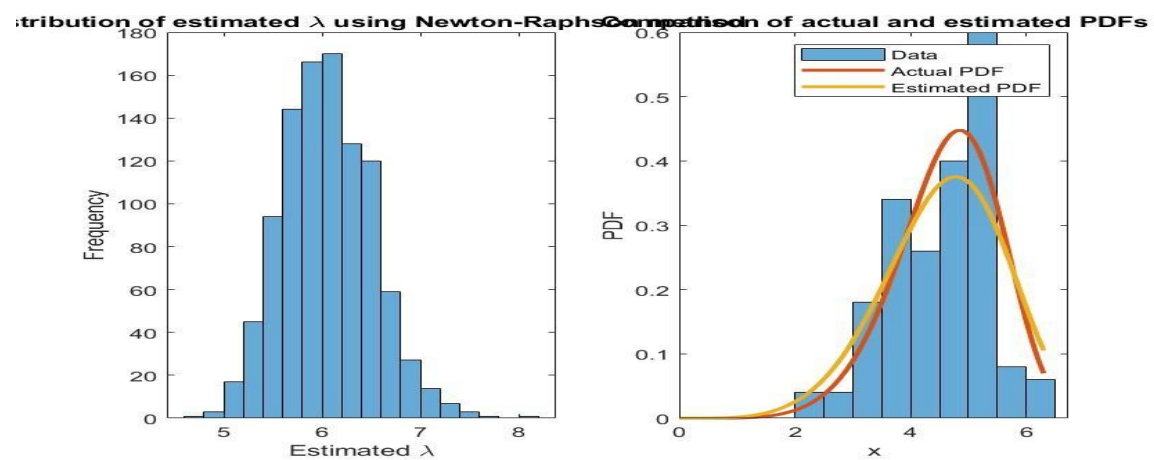 stribution of estimated λ using Newton-Raphson method
Comparison of actual and estimated PDFs
180
160
140
120
100
80
60
40
20
0
Frequency
5 6 7 8
Estimated λ
0.6
0.5
0.4
0.3
0.2
0.1
0
PDF
Data
Actual PDF
Estimated PDF
0 2 4 6
x